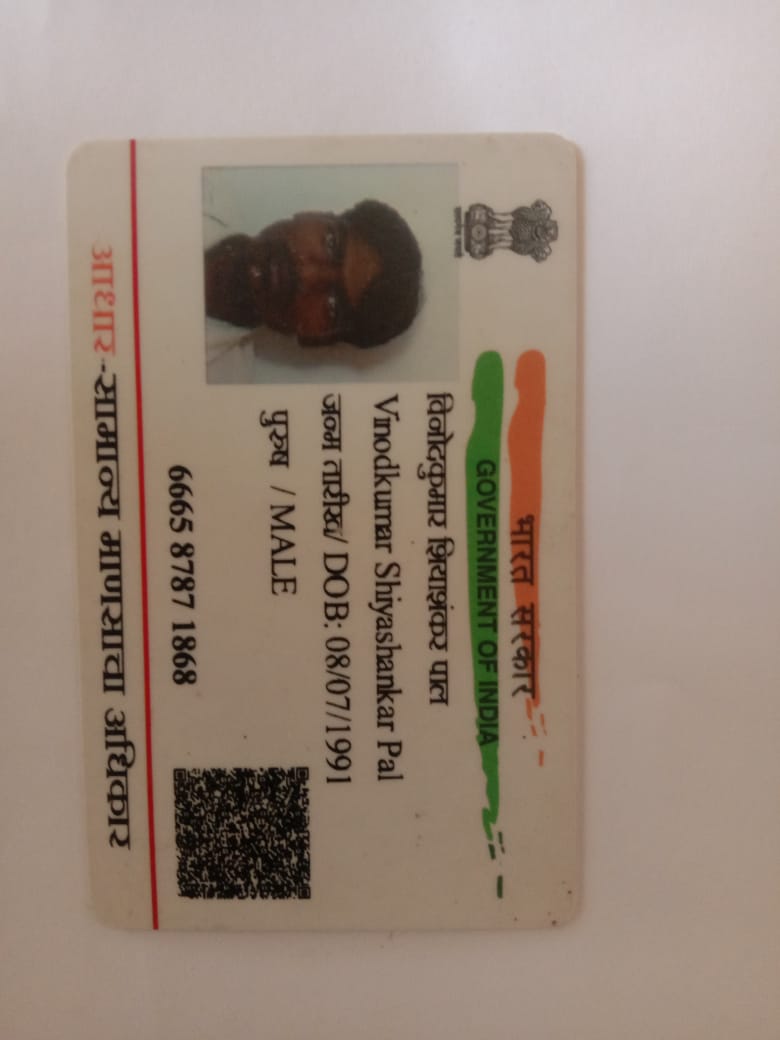 भारत सरकार
GOVERNMENT OF INDIA
विनोदकुमार शियाशंकर पाल
Vinodkumar Shiyashankar Pal
जन्म तारीख/ DOB: 08/07/1991
पुरुष / MALE
6665 8787 1868
आधार-सामान्य माणसाचा अधिकार